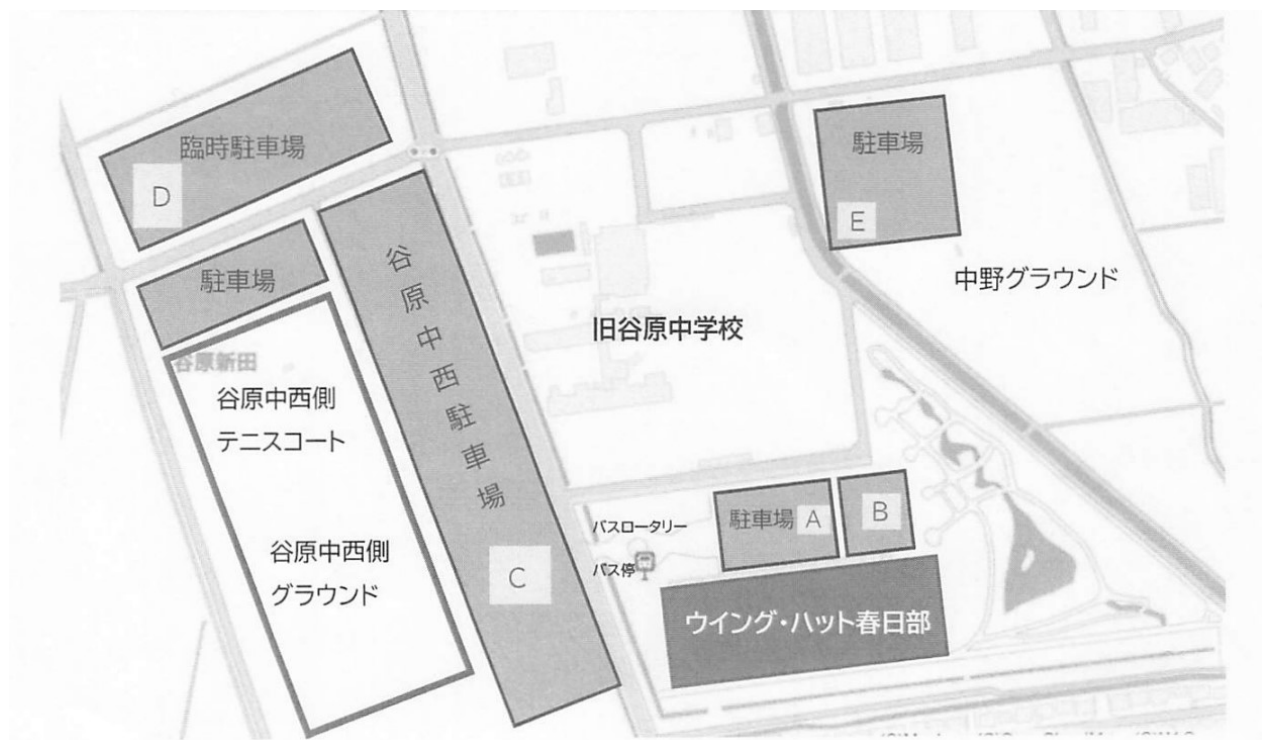 臨時駐車場
D
駐車場
E
谷原中西駐車場
駐車場
中野グラウンド
旧谷原中学校
谷原新田
谷原中西側
テニスコート
バスロータリー
駐車場 A
B
バス停
谷原中西側
グラウンド
C
ウイング・ハット春日部